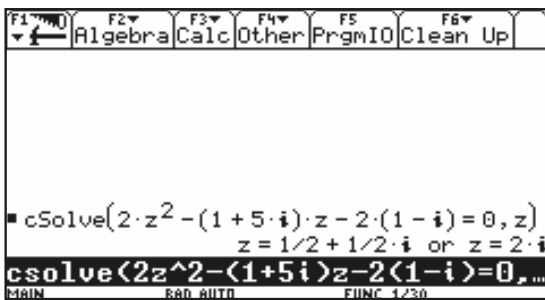 F1 F2 Algebra F3 Calc F4 Other F5 PrgmIO F6 Clean Up
cSolve(2·z² - (1 + 5·i)·z - 2·(1 - i) = 0, z)
z = 1/2 + 1/2·i or z = 2·i
csolve(2z^2-(1+5i)z-2(1-i)=0,…
MAIN RAD AUTO FUNC 1/30